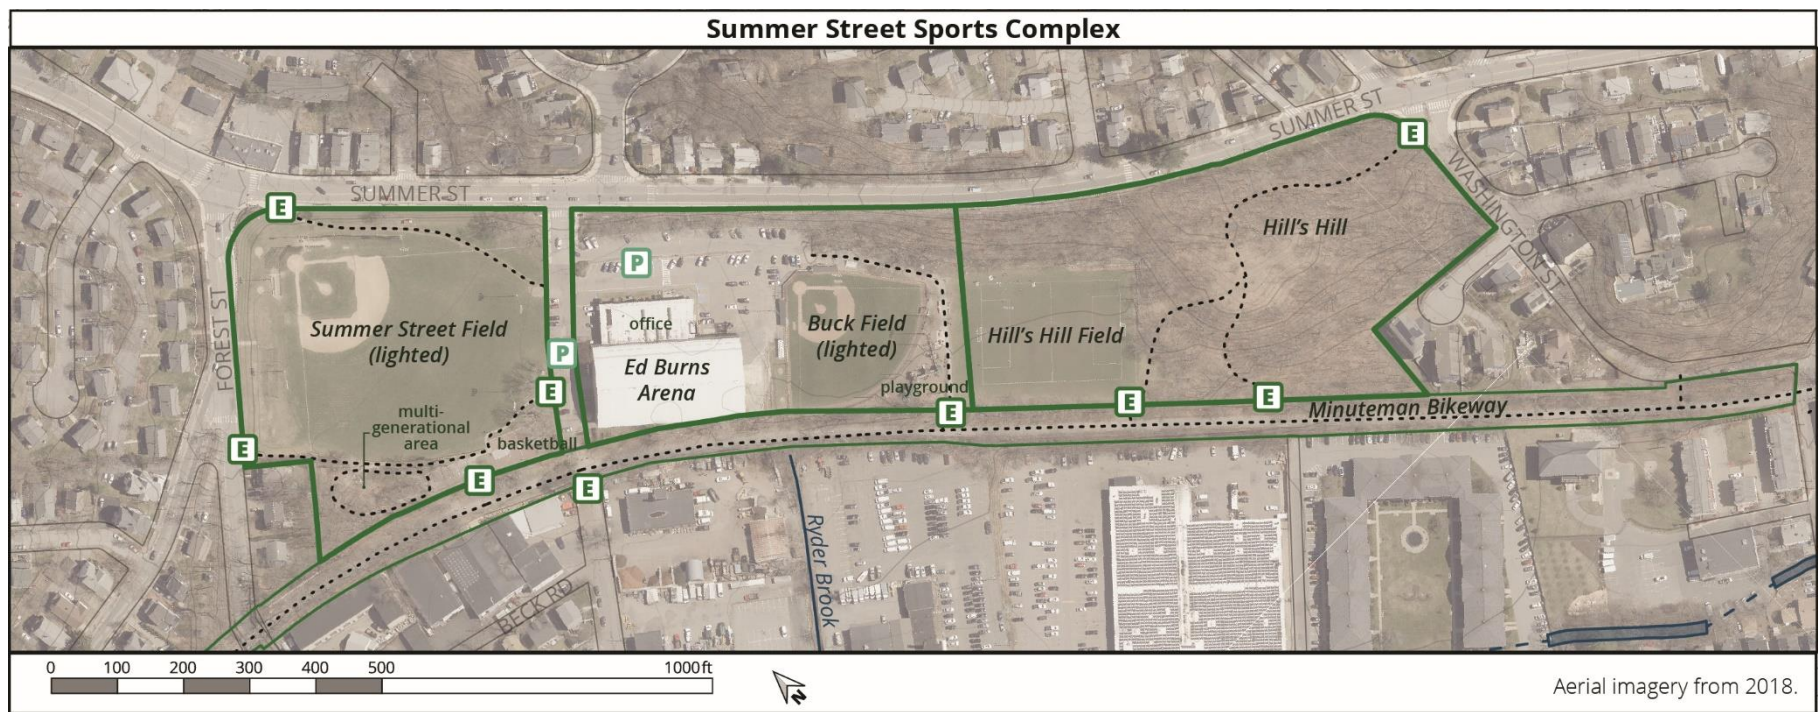 Summer Street Sports Complex
SUMMER ST
E
WASHINGTON ST
E
SUMMER ST
Hill's Hill
P
FOREST ST
Summer Street Field
(lighted)
office
Buck Field
(lighted)
Hill's Hill Field
P
Ed Burns
Arena
E
playground
E
E
E
Minuteman Bikeway
multi-
generational
area
basketball
E
E
E
Ryder Brook
BECK RD
0 100 200 300 400 500 1000ft
N
Aerial imagery from 2018.